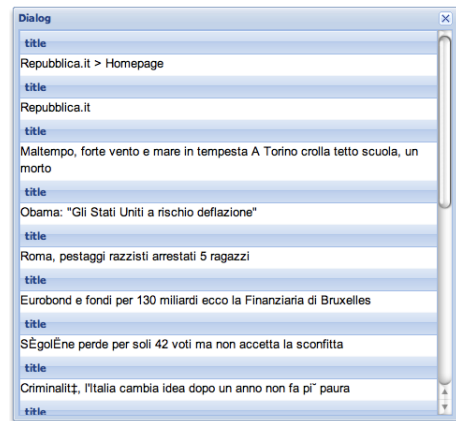 Dialog
title
Repubblica.it > Homepage
title
Repubblica.it
title
Maltempo, forte vento e mare in tempesta A Torino crolla tetto scuola, un
morto
title
Obama: "Gli Stati Uniti a rischio deflazione"
title
Roma, pestaggi razzisti arrestati 5 ragazzi
title
Eurobond e fondi per 130 miliardi ecco la Finanziaria di Bruxelles
title
SÈgolËne perde per soli 42 voti ma non accetta la sconfitta
title
Criminalit‡, l'Italia cambia idea dopo un anno non fa pi˘ paura
title